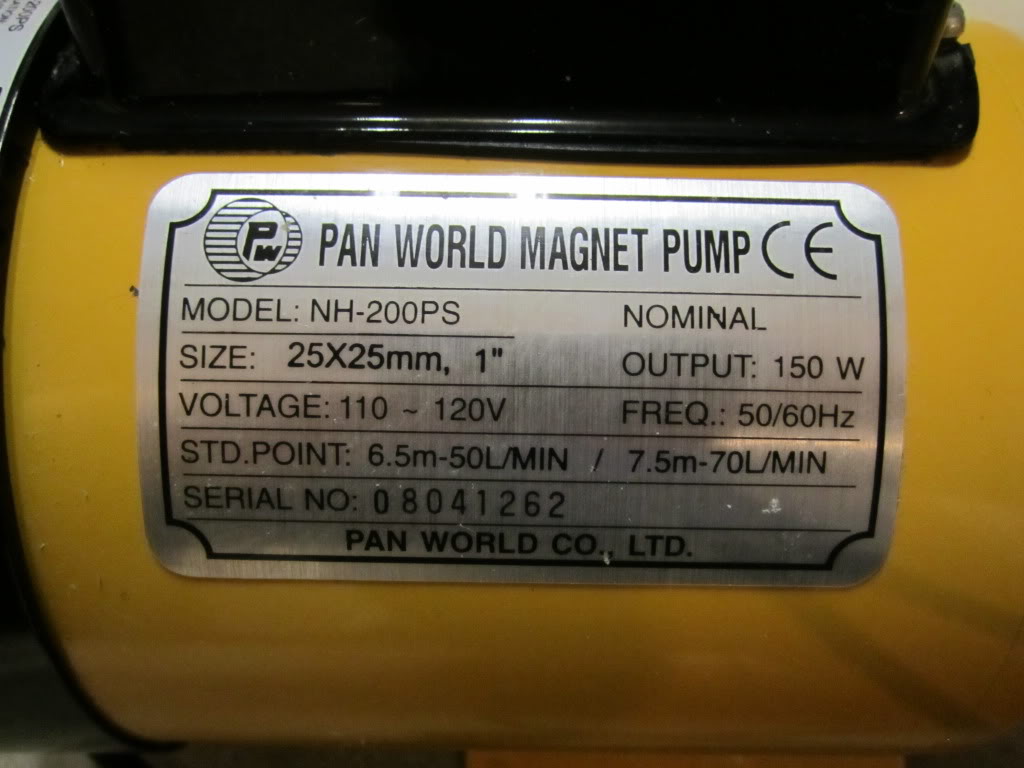 200PS
PW PAN WORLD MAGNET PUMP CE
MODEL: NH-200PS NOMINAL
SIZE: 25X25mm, 1" OUTPUT: 150 W
VOLTAGE: 110 ~ 120V FREQ.: 50/60Hz
STD.POINT: 6.5m-50L/MIN / 7.5m-70L/MIN
SERIAL NO: 08041262
PAN WORLD CO., LTD.